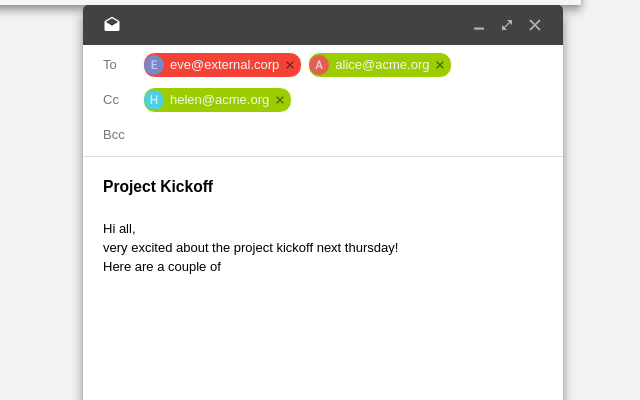 To E eve@external.corp × A alice@acme.org ×
Cc H helen@acme.org ×
Bcc
Project Kickoff
Hi all,
very excited about the project kickoff next thursday!
Here are a couple of